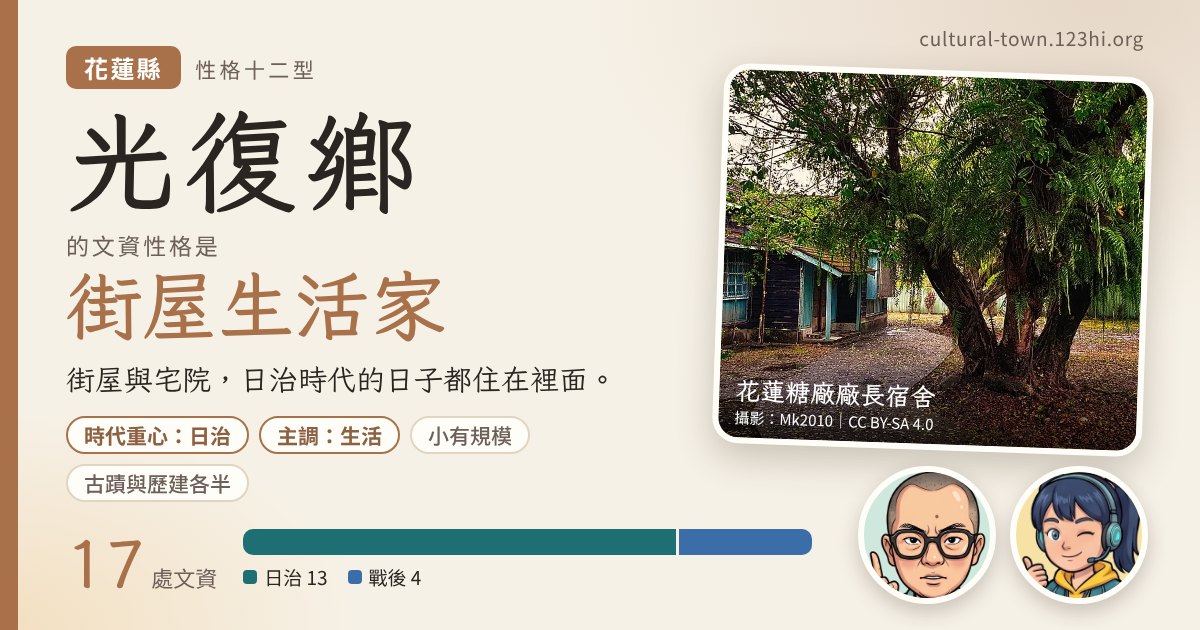 cultural-town.123hi.org
花蓮縣 性格十二型
光復鄉
的文資性格是
街屋生活家
街屋與宅院，日治時代的日子都住在裡面。
時代重心：日治 主調：生活 小有規模
古蹟與歷建各半
17 處文資
日治 13 戰後 4
花蓮糖廠廠長宿舍
攝影：Mk2010｜CC BY-SA 4.0